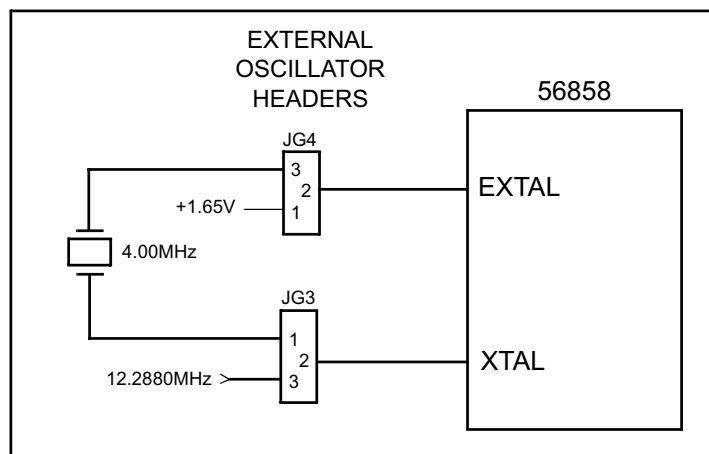 EXTERNAL
OSCILLATOR
HEADERS
56858
JG4
3
2
1
+1.65V
EXTAL
4.00MHz
JG3
1
2
3
12.2880MHz
XTAL